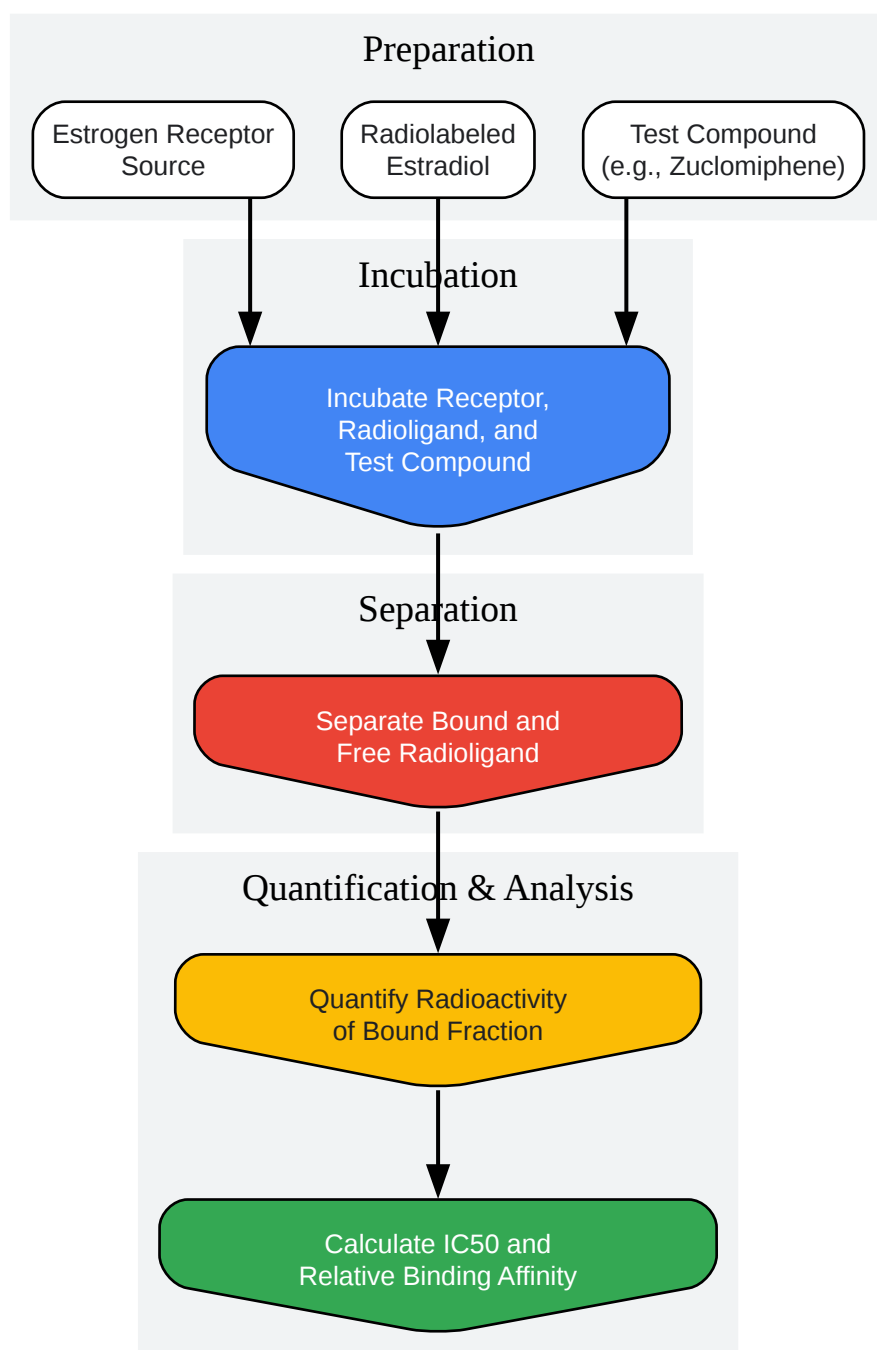 Preparation
Estrogen Receptor
Source
Radiolabeled
Estradiol
Test Compound
(e.g., Zuclomiphene)
Incubation
Incubate Receptor,
Radioligand, and
Test Compound
Separation
Separate Bound and
Free Radioligand
Quantification & Analysis
Quantify Radioactivity
of Bound Fraction
Calculate IC50 and
Relative Binding Affinity